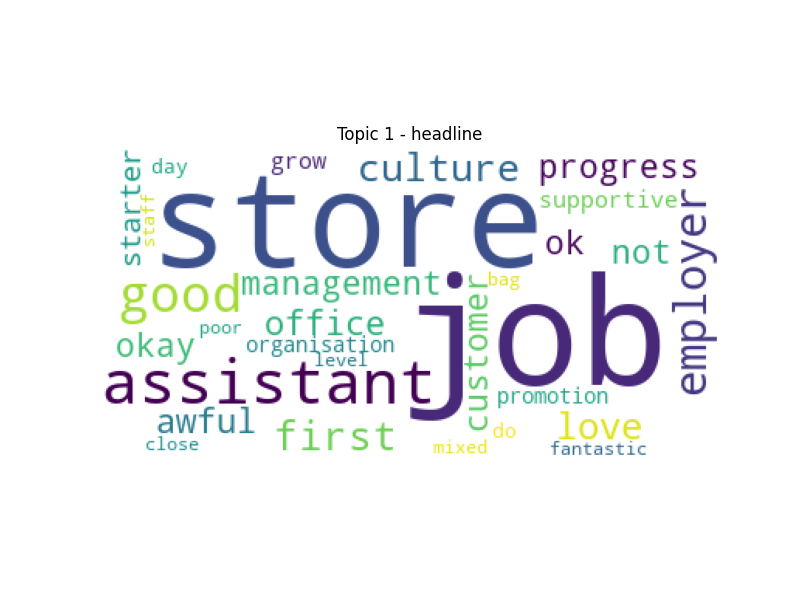 Topic 1 - headline
starter
day
staff
grow
culture
progress
store
supportive
employer
ok
not
good
management
bag
job
customer
office
okay
poor
organisation
level
assistant
promotion
awful
first
love
do
close
mixed
fantastic